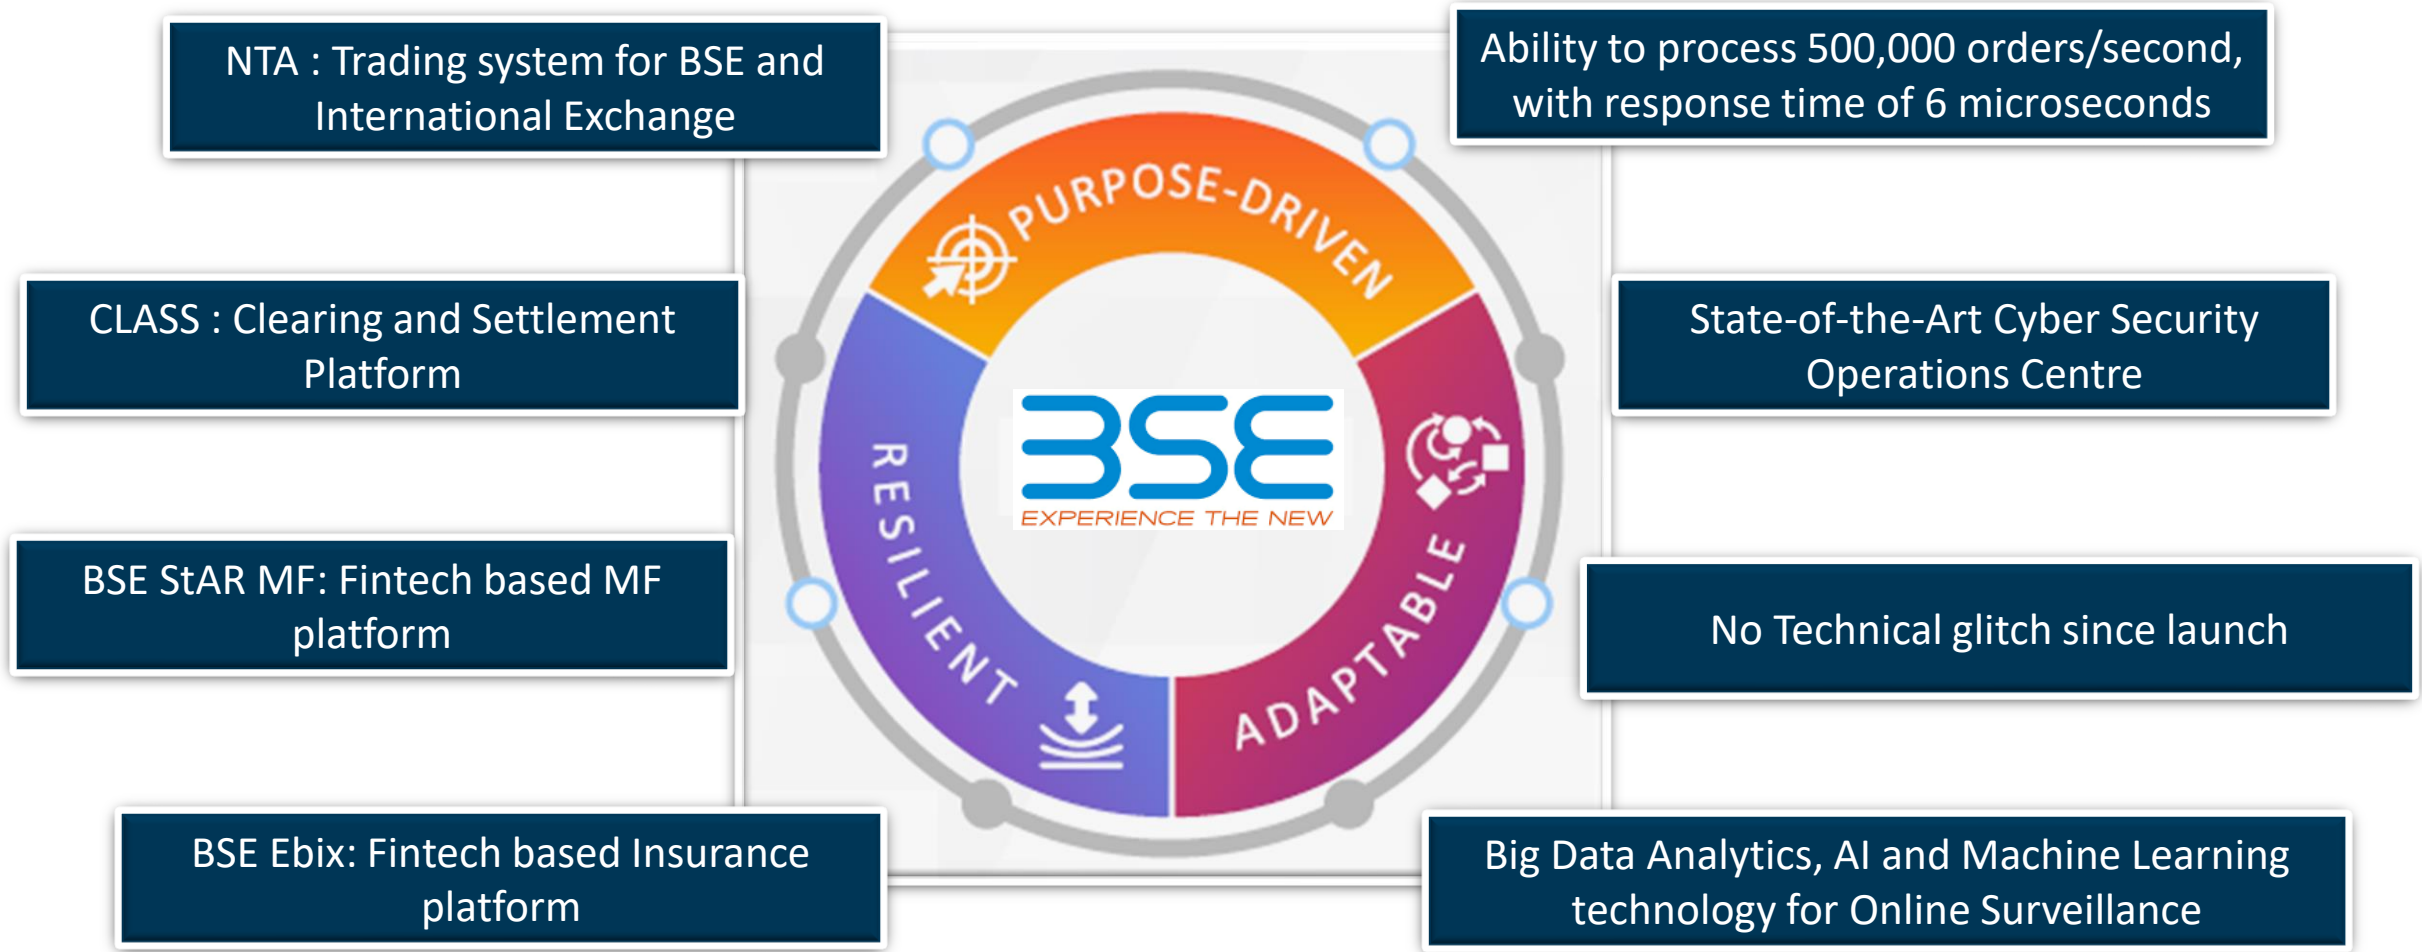 NTA : Trading system for BSE and
International Exchange
Ability to process 500,000 orders/second,
with response time of 6 microseconds
CLASS : Clearing and Settlement
Platform
State-of-the-Art Cyber Security
Operations Centre
BSE StAR MF: Fintech based MF
platform
No Technical glitch since launch
BSE Ebix: Fintech based Insurance
platform
Big Data Analytics, AI and Machine Learning
technology for Online Surveillance
PURPOSE-DRIVEN
RESILIENT
ADAPTABLE
BSE
EXPERIENCE THE NEW